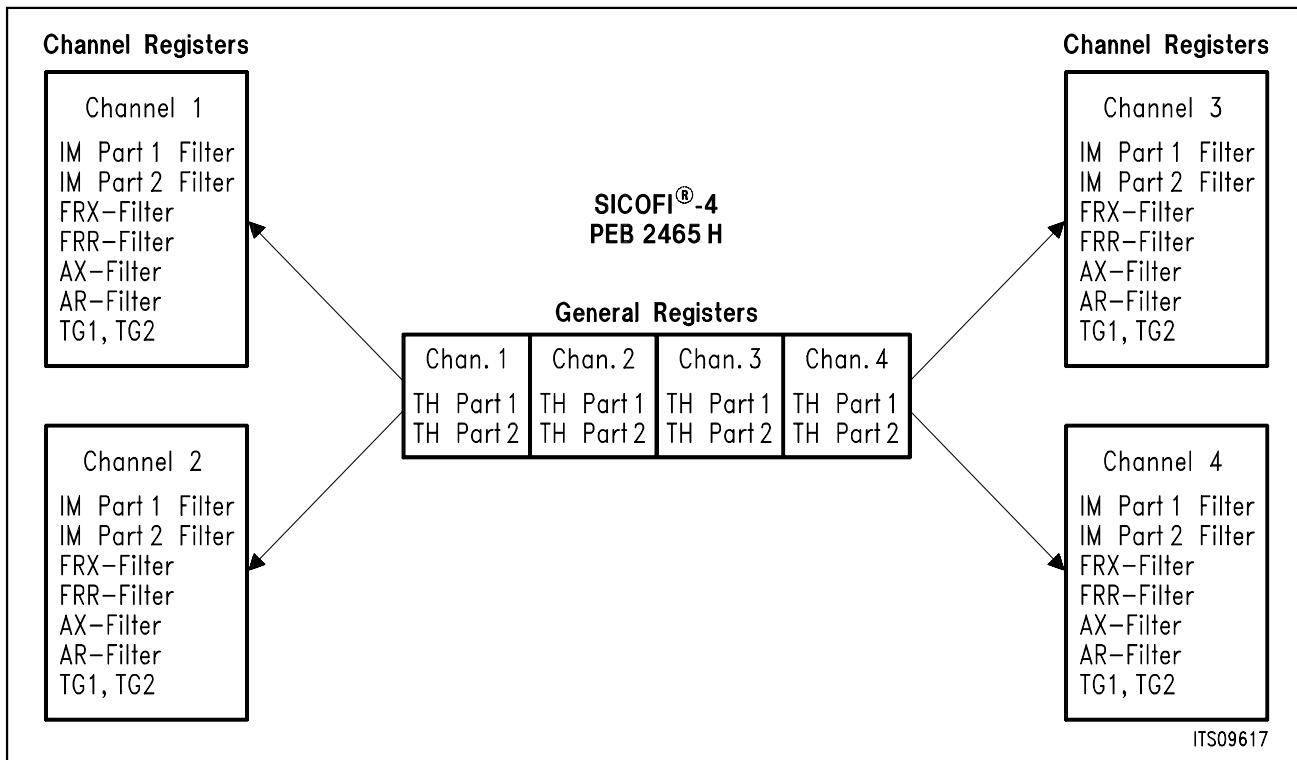 Channel Registers
Channel 1
IM Part 1 Filter
IM Part 2 Filter
FRX-Filter
FRR-Filter
AX-Filter
AR-Filter
TG1, TG2
Channel 2
IM Part 1 Filter
IM Part 2 Filter
FRX-Filter
FRR-Filter
AX-Filter
AR-Filter
TG1, TG2
SICOFI®-4
PEB 2465 H
General Registers
Chan. 1
TH Part 1
TH Part 2
Chan. 2
TH Part 1
TH Part 2
Chan. 3
TH Part 1
TH Part 2
Chan. 4
TH Part 1
TH Part 2
Channel Registers
Channel 3
IM Part 1 Filter
IM Part 2 Filter
FRX-Filter
FRR-Filter
AX-Filter
AR-Filter
TG1, TG2
Channel 4
IM Part 1 Filter
IM Part 2 Filter
FRX-Filter
FRR-Filter
AX-Filter
AR-Filter
TG1, TG2
ITS09617